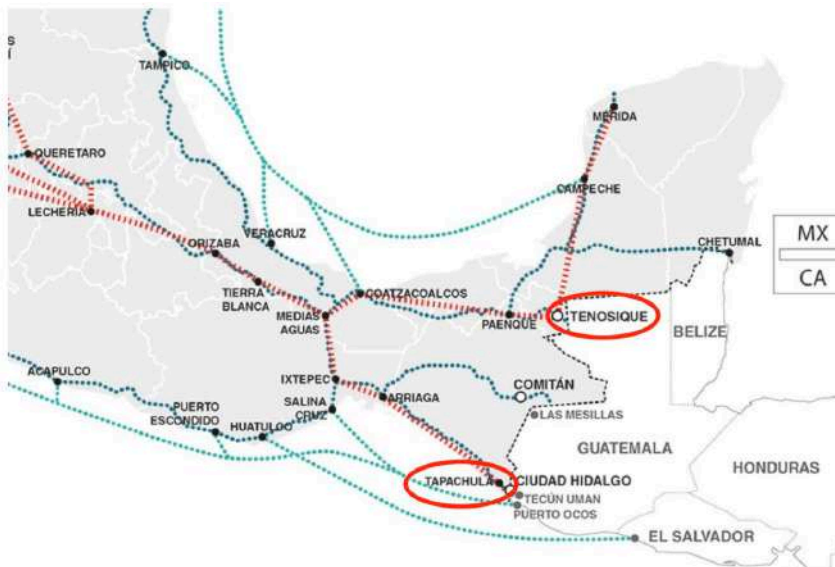 S
Í
TAMPICO
MERIDA
QUERETARO
CAMPECHE
LECHERIA
VERACRUZ
CHETUMAL
MX
ORIZABA
CA
TIERRA
BLANCA
COATZACOALCOS
MEDIAS
AGUAS
PAENQUE
TENOSIQUE
BELIZE
ACAPULCO
IXTEPEC
COMITÁN
PUERTO
ESCONDIDO
SALINA
CRUZ
ARRIAGA
LAS MESILLAS
HUATULOO
GUATEMALA
HONDURAS
TAPACHULA
CIUDAD HIDALGO
TECÚN UMAN
PUERTO OCOS
EL SALVADOR